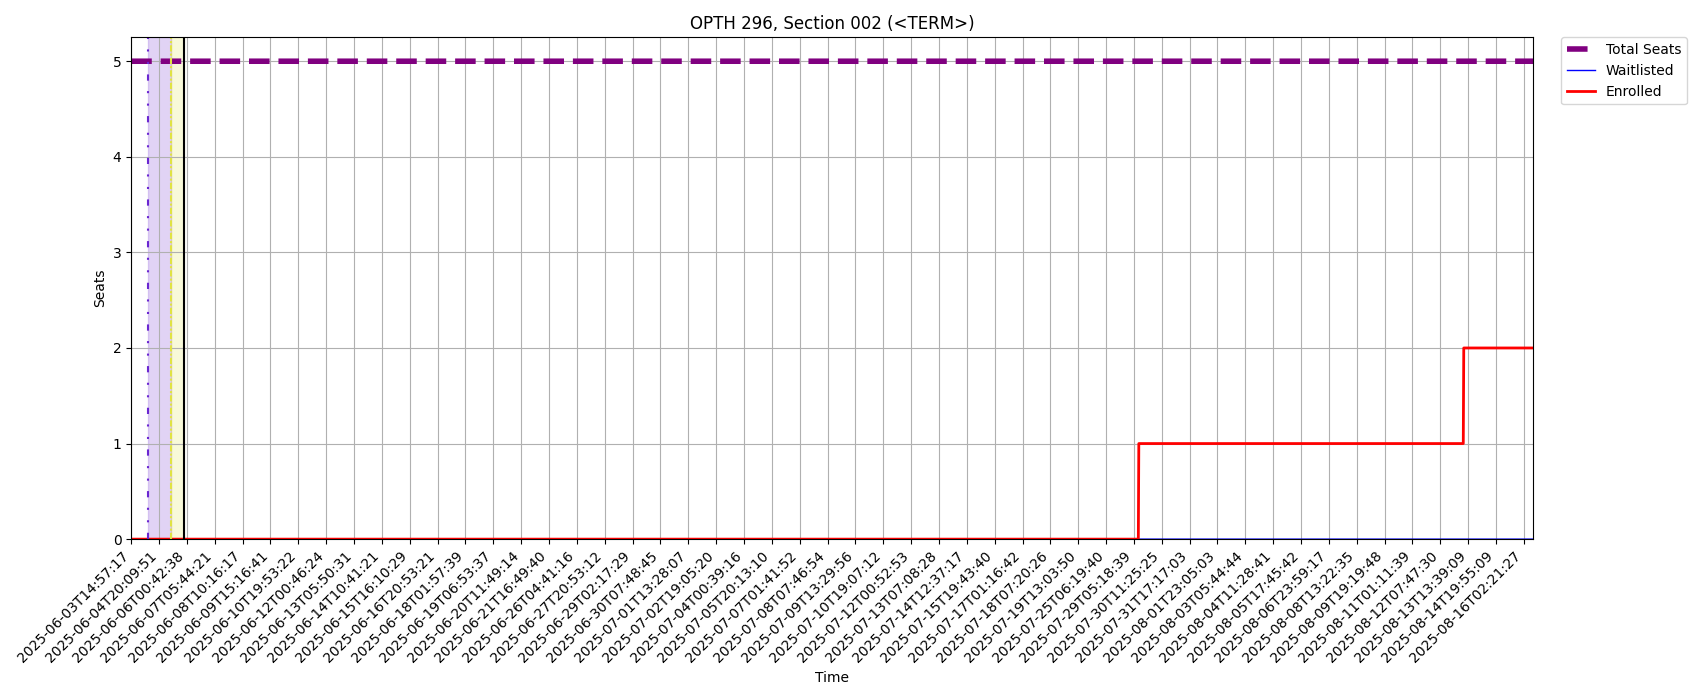 OPTH 296, Section 002 (<TERM>)
Total Seats
Waitlisted
Enrolled
Seats
5
4
3
2
1
0
2025-06-03T14:57:17
2025-06-04T20:09:51
2025-06-06T00:42:38
2025-06-07T05:44:21
2025-06-08T10:16:17
2025-06-09T15:16:41
2025-06-10T19:53:22
2025-06-12T00:46:24
2025-06-13T05:50:31
2025-06-14T10:41:21
2025-06-15T16:10:29
2025-06-16T20:53:21
2025-06-18T01:57:39
2025-06-19T06:53:37
2025-06-20T11:49:14
2025-06-21T16:49:40
2025-06-26T04:41:16
2025-06-27T20:53:12
2025-06-29T02:17:29
2025-06-30T07:48:45
2025-07-01T13:28:07
2025-07-02T19:05:20
2025-07-04T00:39:16
2025-07-05T20:13:10
2025-07-07T01:41:52
2025-07-08T07:46:54
2025-07-09T13:29:56
2025-07-10T19:07:12
2025-07-12T00:52:53
2025-07-13T07:08:28
2025-07-14T12:37:17
2025-07-15T19:43:40
2025-07-17T01:16:42
2025-07-18T07:20:26
2025-07-19T13:03:50
2025-07-25T06:19:40
2025-07-29T05:18:39
2025-07-30T11:25:25
2025-07-31T17:17:03
2025-08-01T23:05:03
2025-08-03T05:44:44
2025-08-04T11:28:41
2025-08-05T17:45:42
2025-08-06T23:59:17
2025-08-08T13:22:35
2025-08-09T19:19:48
2025-08-11T01:11:39
2025-08-12T07:47:30
2025-08-13T13:39:09
2025-08-14T19:55:09
2025-08-16T02:21:27
Time